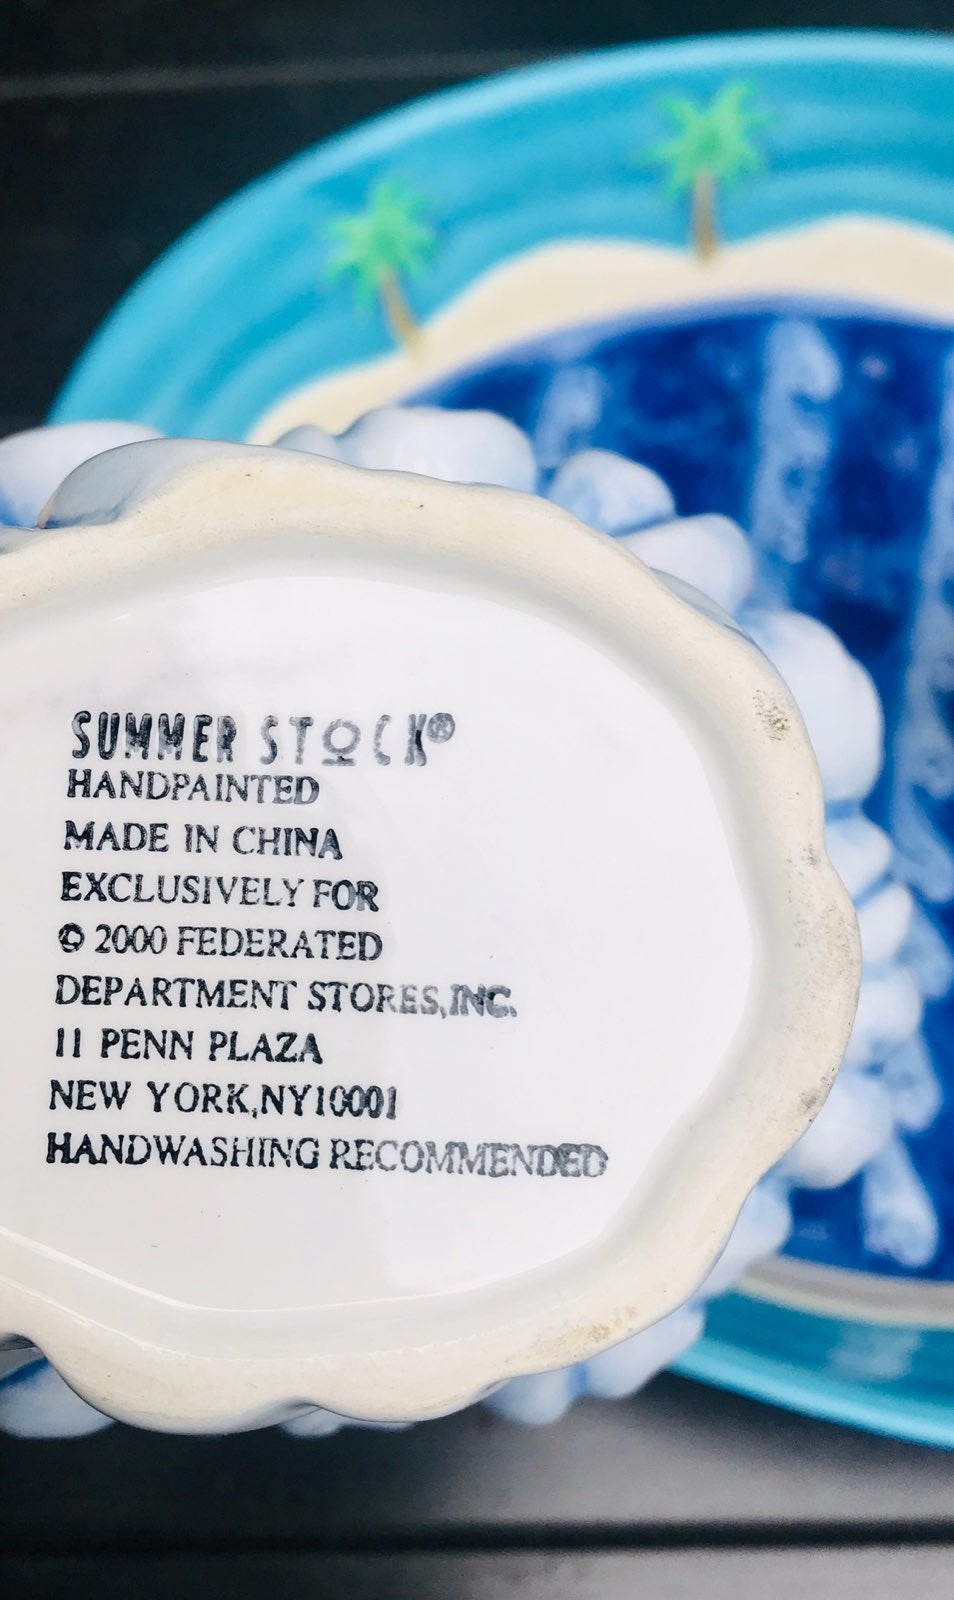 SUMMER STOCK®
HANDPAINTED
MADE IN CHINA
EXCLUSIVELY FOR
© 2000 FEDERATED
DEPARTMENT STORES,INC.
11 PENN PLAZA
NEW YORK,NY10001
HANDWASHING RECOMMENDED